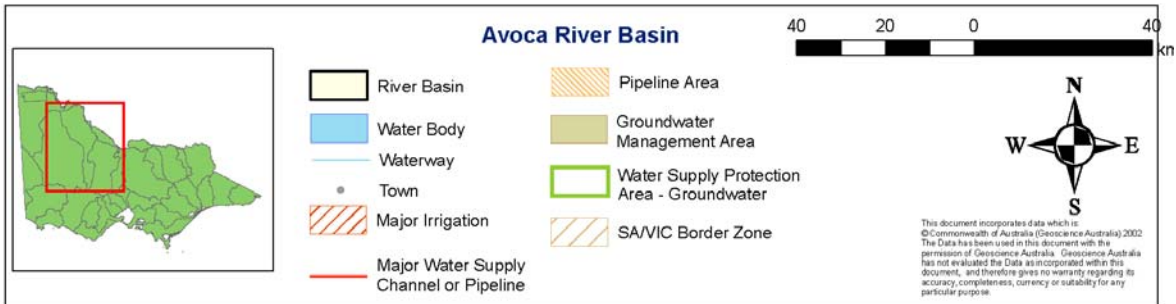 Avoca River Basin
40 20 0 40
km
River Basin
Water Body
Waterway
Town
Major Irrigation
Major Water Supply
Channel or Pipeline
Pipeline Area
Groundwater
Management Area
Water Supply Protection
Area - Groundwater
SA/VIC Border Zone
N
W E
S
This document incorporates data which is:
©Commonwealth of Australia (Geoscience Australia) 2002
The Data has been used in this document with the
permission of Geoscience Australia. Geoscience Australia
has not evaluated the Data as incorporated within this
document, and therefore gives no warranty regarding its
accuracy, completeness, currency or suitability for any
particular purpose.